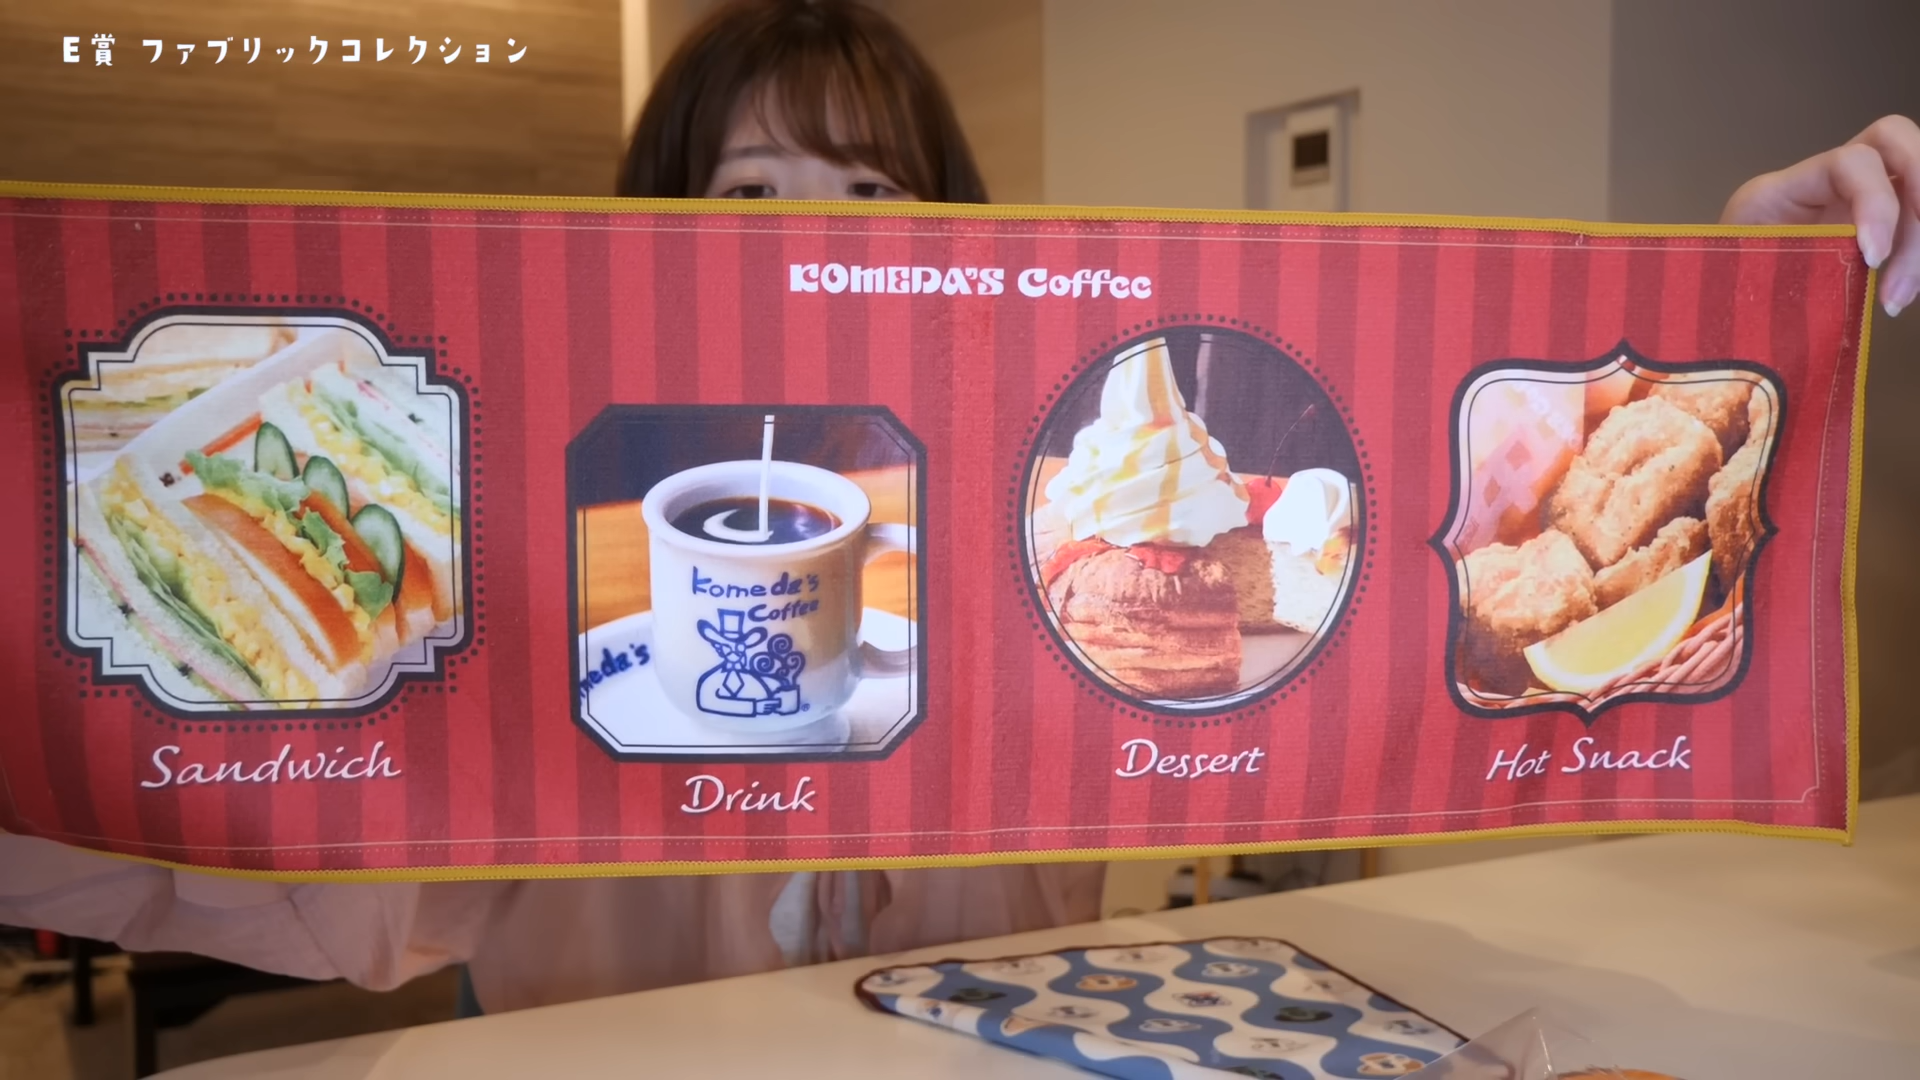 E賞 ファブリックコレクション
KOMEDA'S Coffee
Komeda's
Coffee
meda's
Sandwich
Drink
Dessert
Hot Snack